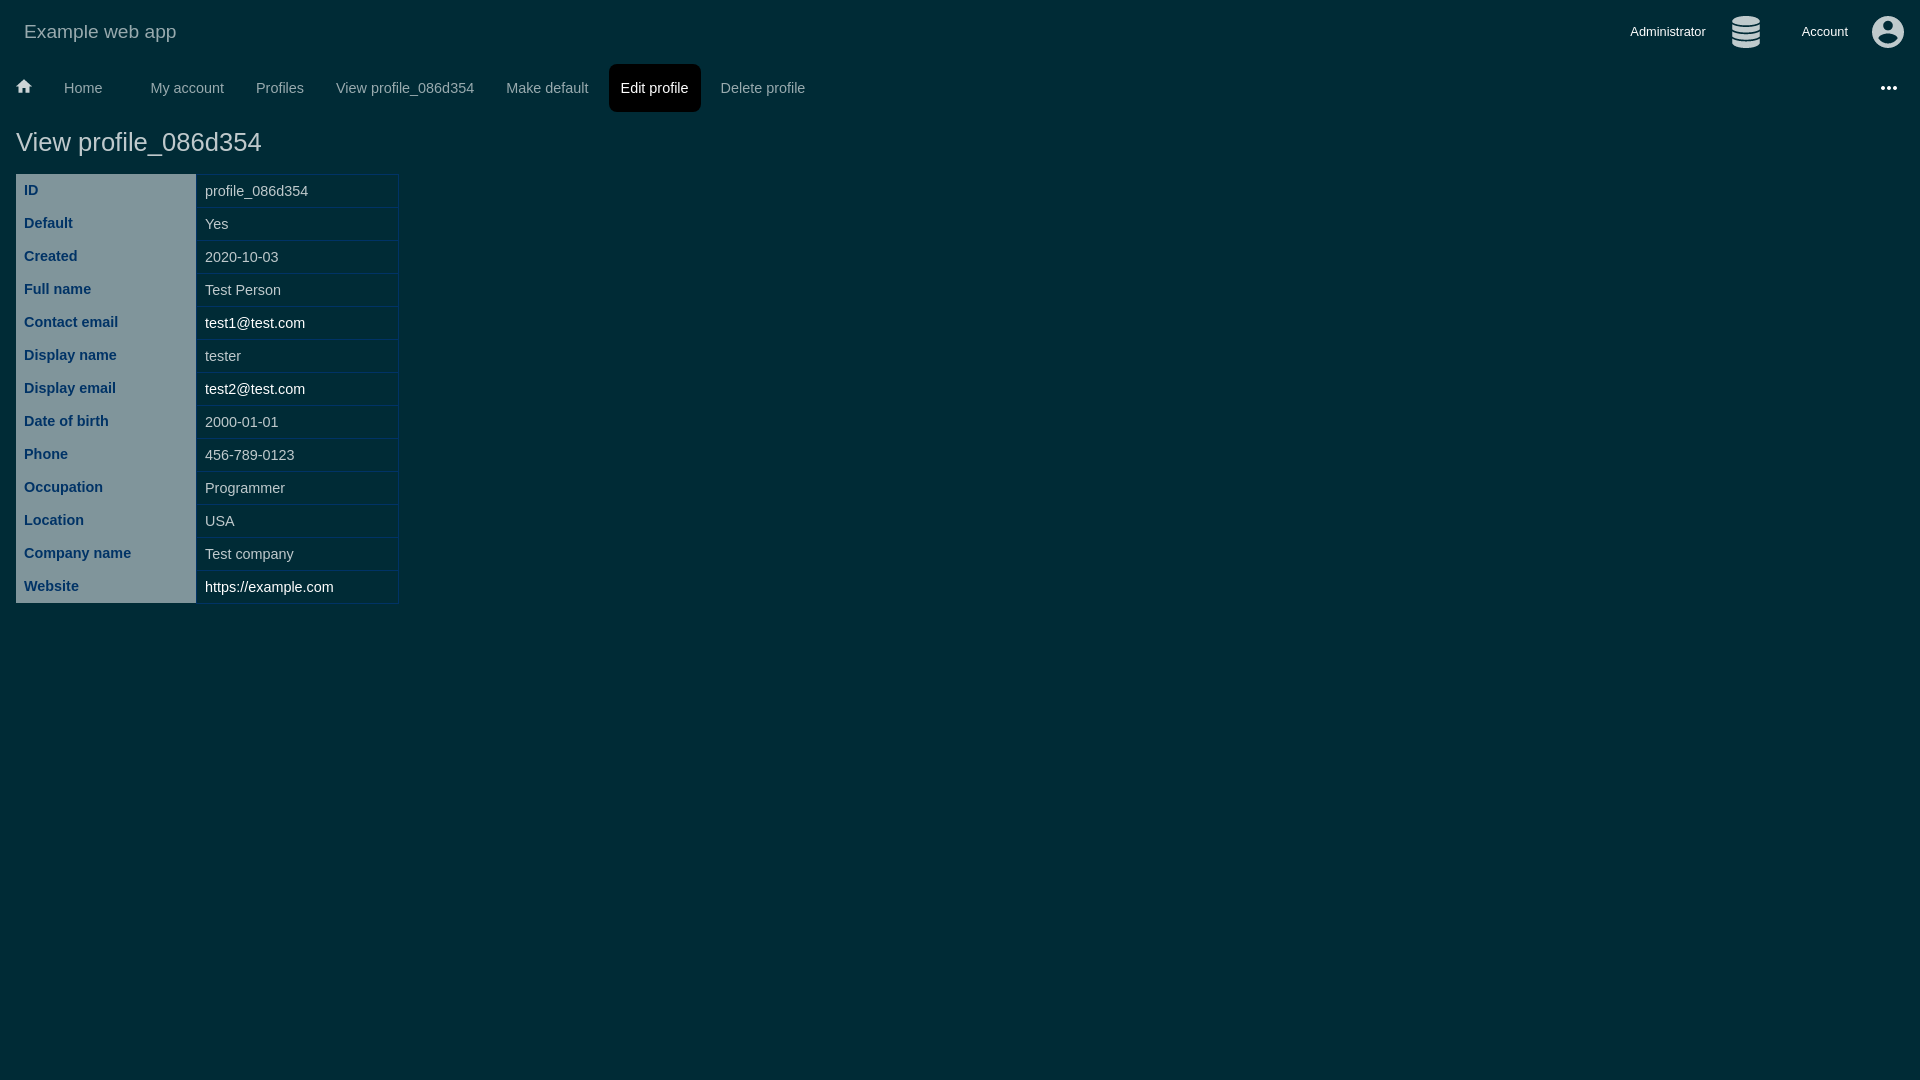 Example web app
Administrator
Account
Home
My account
Profiles
View profile_086d354
Make default
Edit profile
Delete profile
View profile_086d354
ID profile_086d354
Default Yes
Created 2020-10-03
Full name Test Person
Contact email test1@test.com
Display name tester
Display email test2@test.com
Date of birth 2000-01-01
Phone 456-789-0123
Occupation Programmer
Location USA
Company name Test company
Website https://example.com